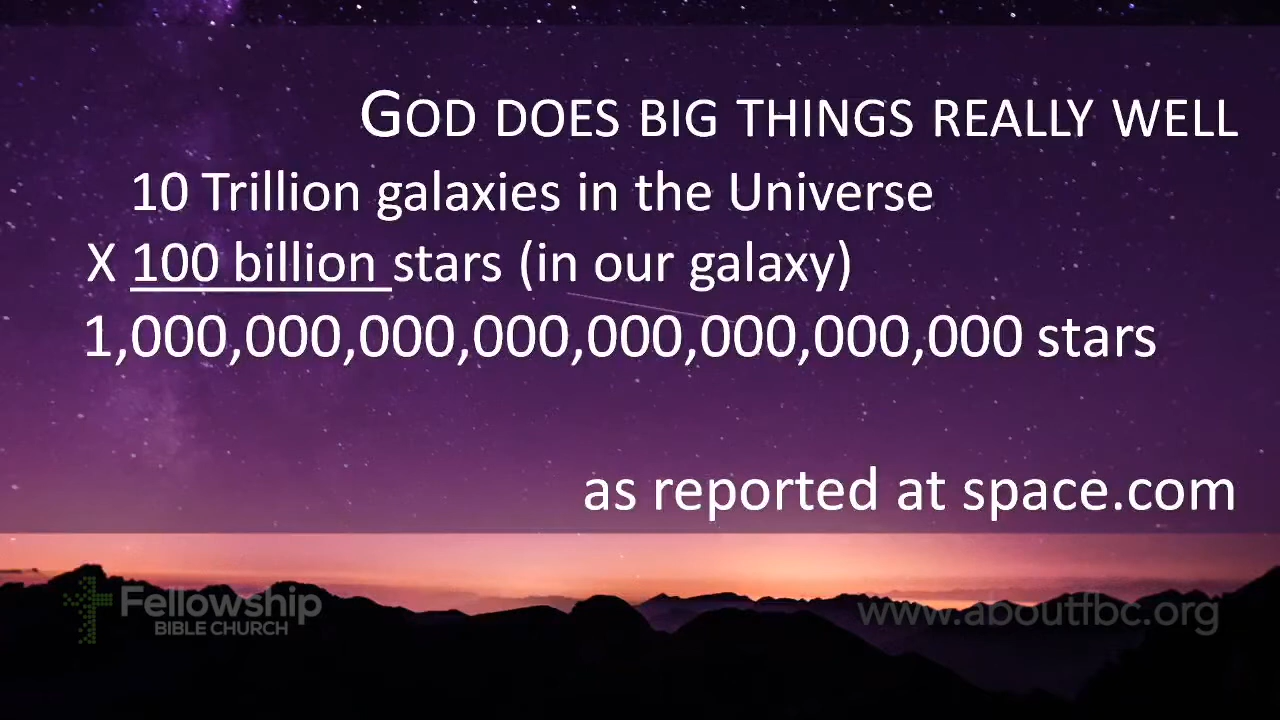 GOD DOES BIG THINGS REALLY WELL
10 Trillion galaxies in the Universe
X 100 billion stars (in our galaxy)
1,000,000,000,000,000,000,000,000 stars
as reported at space.com
Fellowship
BIBLE CHURCH
www.aboutfbc.org